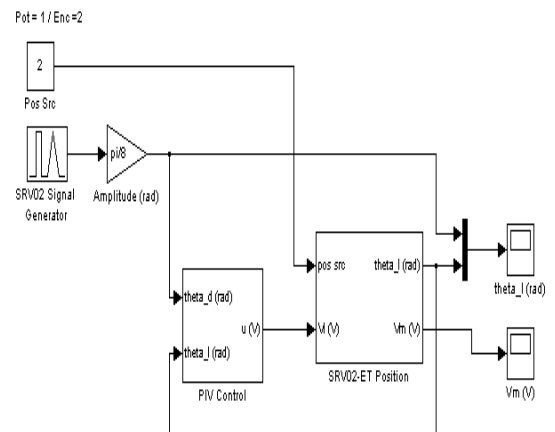 Pot = 1 / Enc =2
2
Pos Src
pi/8
SRV02 Signal
Generator
Amplitude (rad)
pos src
theta_l (rad)
theta_l (rad)
theta_d (rad)
u (V)
Vl (V)
Vm (V)
theta_l (rad)
SRV02-ET Position
PIV Control
Vm (V)